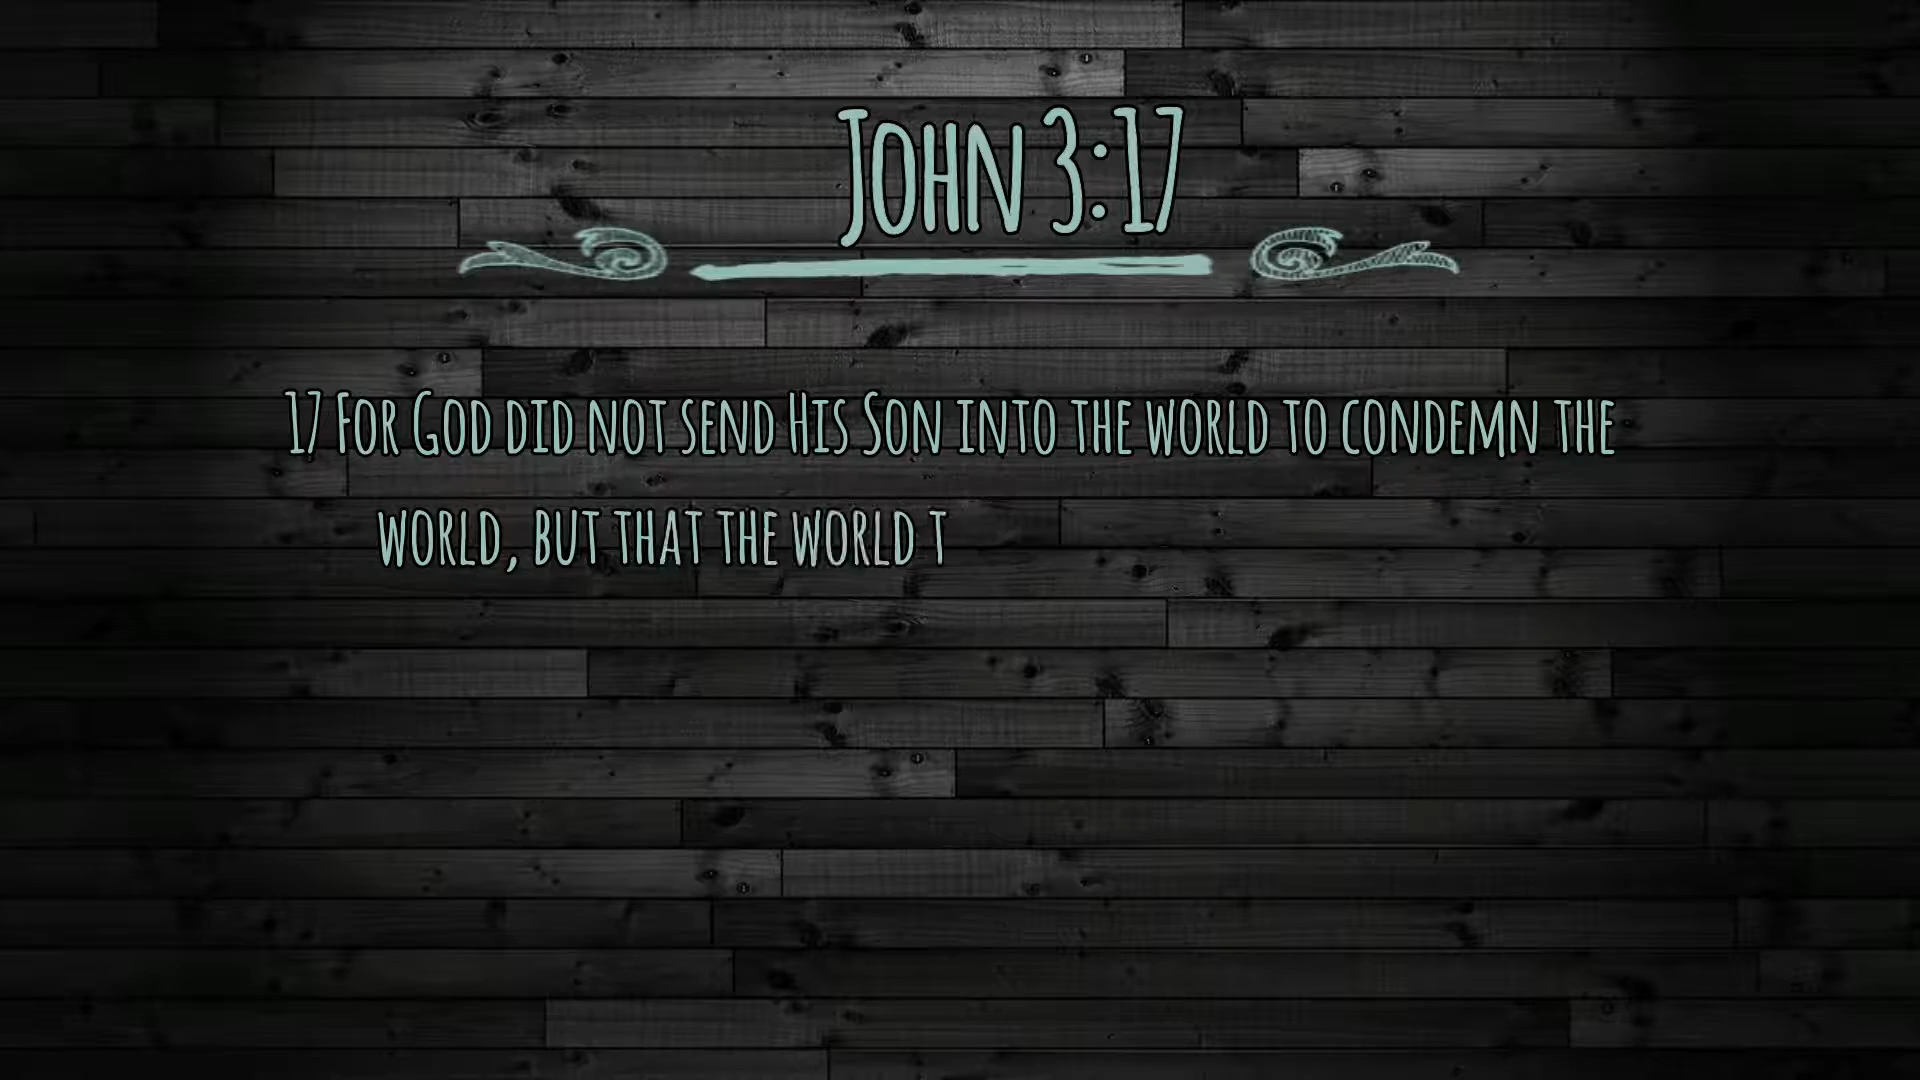 John 3:17
17 For God did not send His Son into the world to condemn the
world, but that the world t